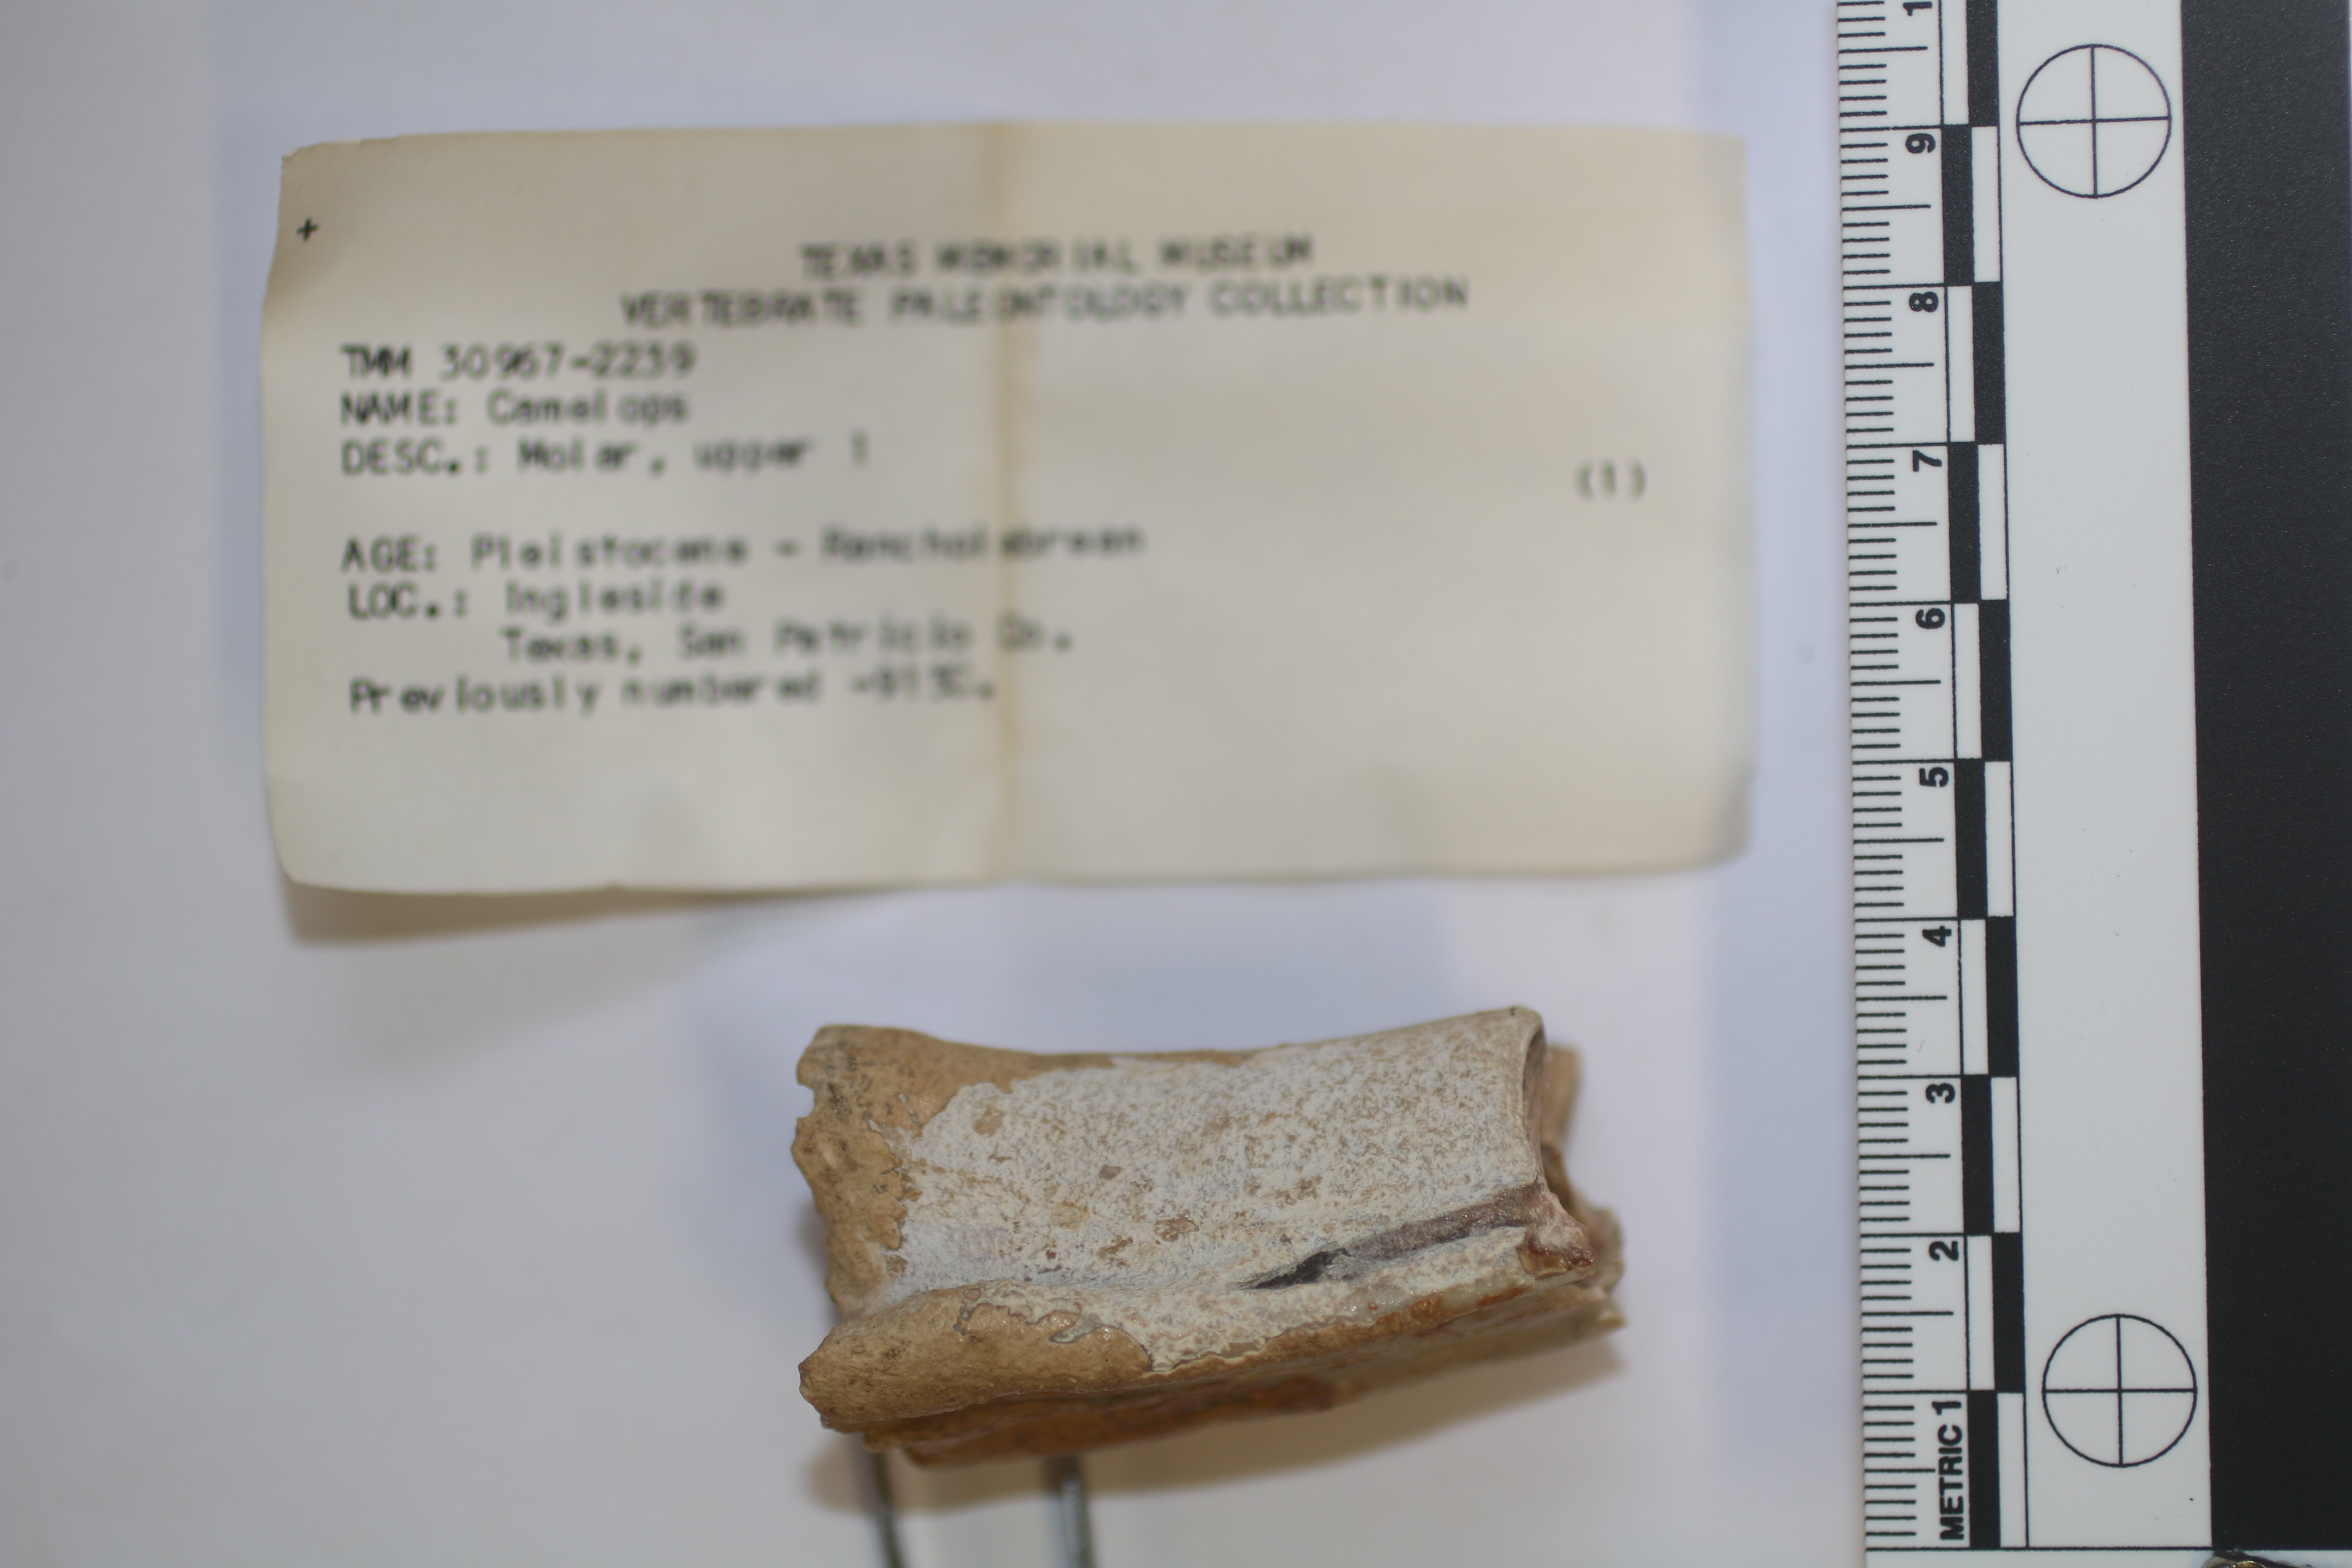 +
TEXAS MEMORIAL MUSEUM
VERTEBRATE PALEONTOLOGY COLLECTION
TMM 30967-2239
NAME: Camelops
DESC.: Molar, upper 1
(1)
AGE: Pleistocene - Rancholabrean
LOC.: Ingleside
Texas, San Patricio Co.
Previously numbered -913C.
1
9
8
7
6
5
4
3
2
METRIC 1